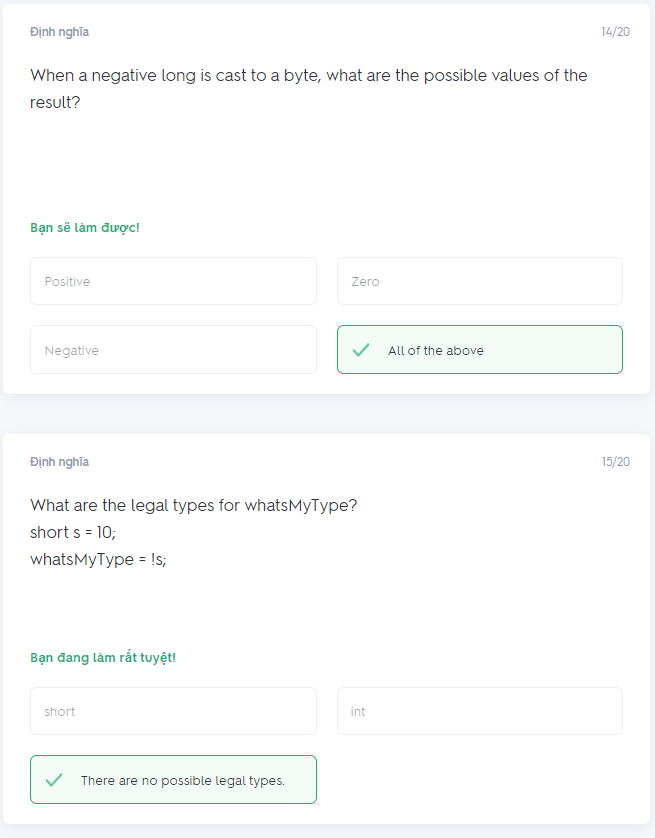 Định nghĩa
14/20
When a negative long is cast to a byte, what are the possible values of the
result?
Bạn sẽ làm được!
Positive
Zero
Negative
All of the above
Định nghĩa
15/20
What are the legal types for whatsMyType?
short s = 10;
whatsMyType = !s;
Bạn đang làm rất tuyệt!
short
int
There are no possible legal types.